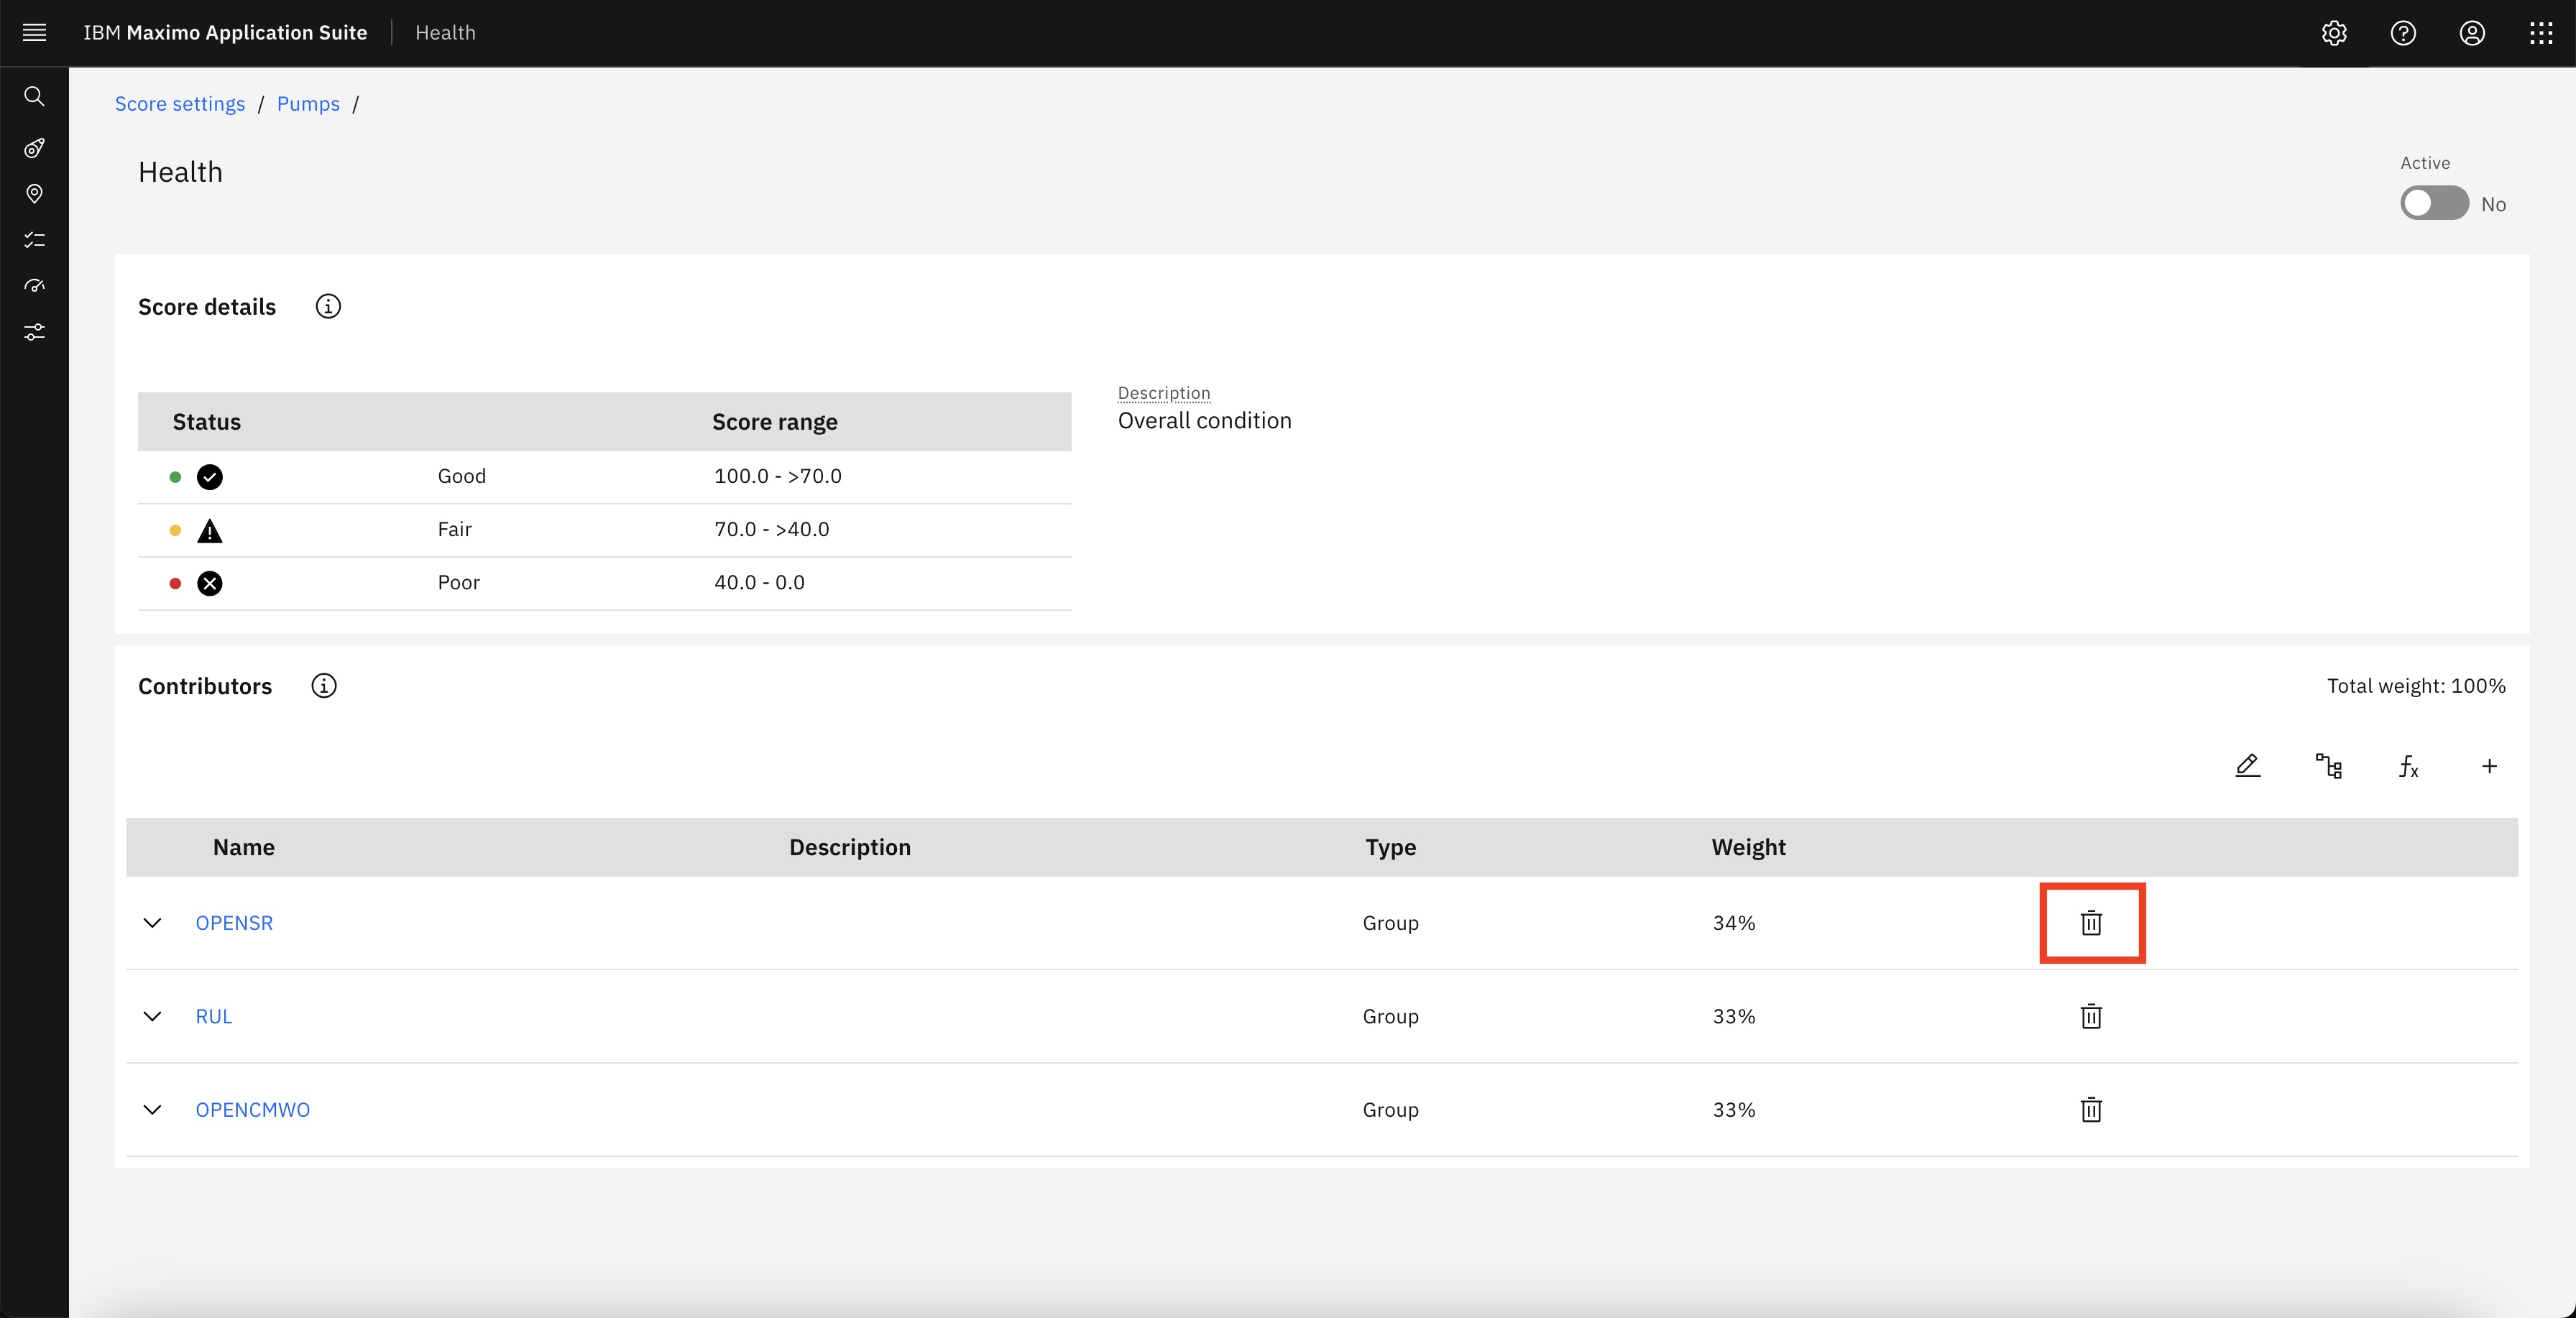 IBM Maximo Application Suite Health
Score settings / Pumps /
Health
Active
No
Score details
Status Score range
Good 100.0 - >70.0
Fair 70.0 - >40.0
Poor 40.0 - 0.0
Description
Overall condition
Contributors
Total weight: 100%
Name Description Type Weight
OPENSR Group 34%
RUL Group 33%
OPENCMWO Group 33%